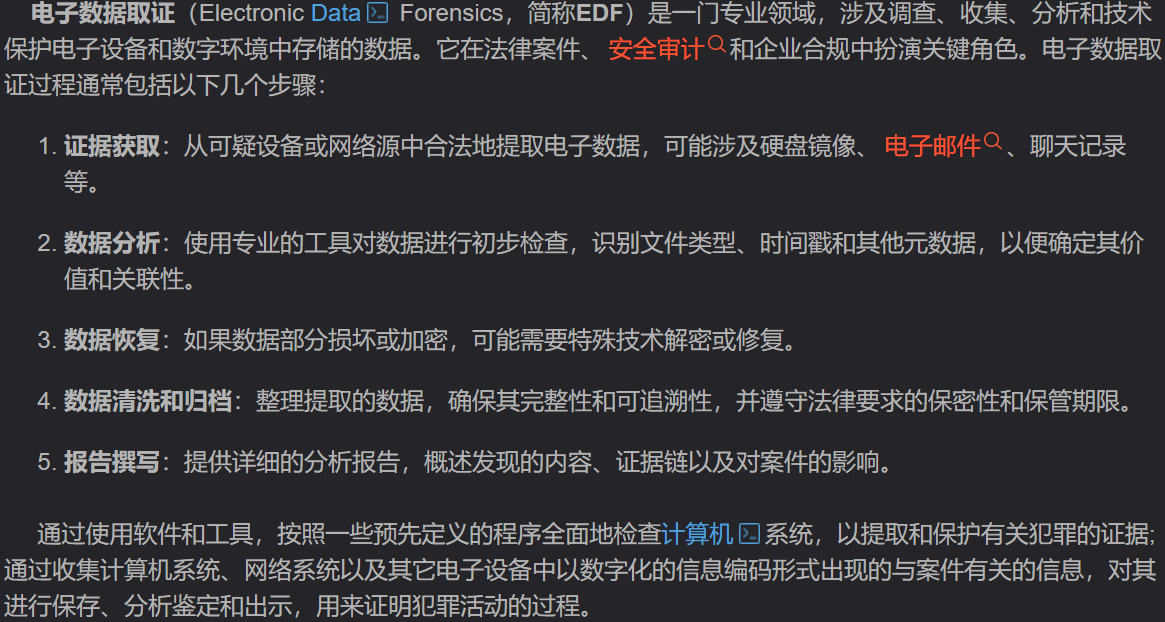 电子数据取证（Electronic Data Forensics，简称EDF）是一门专业领域，涉及调查、收集、分析和技术
保护电子设备和数字环境中存储的数据。它在法律案件、 安全审计和企业合规中扮演关键角色。电子数据取
证过程通常包括以下几个步骤：
1. 证据获取：从可疑设备或网络源中合法地提取电子数据，可能涉及硬盘镜像、 电子邮件、聊天记录
等。
2. 数据分析：使用专业的工具对数据进行初步检查，识别文件类型、时间戳和其他元数据，以便确定其价
值和关联性。
3. 数据恢复：如果数据部分损坏或加密，可能需要特殊技术解密或修复。
4. 数据清洗和归档：整理提取的数据，确保其完整性和可追溯性，并遵守法律要求的保密性和保管期限。
5. 报告撰写：提供详细的分析报告，概述发现的内容、证据链以及对案件的影响。
通过使用软件和工具，按照一些预先定义的程序全面地检查计算机系统，以提取和保护有关犯罪的证据;
通过收集计算机系统、网络系统以及其它电子设备中以数字化的信息编码形式出现的与案件有关的信息，对其
进行保存、分析鉴定和出示，用来证明犯罪活动的过程。